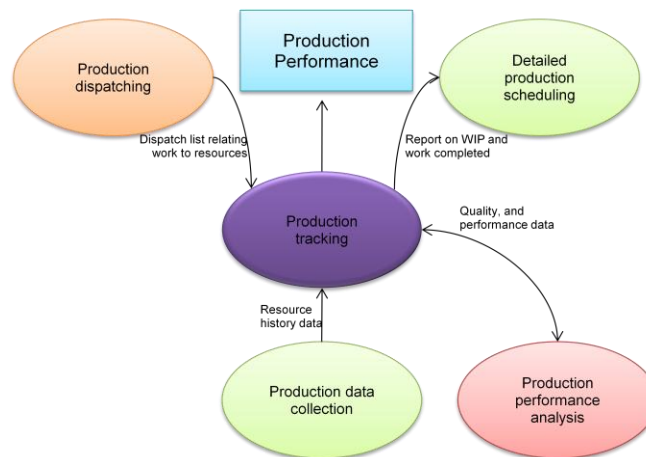 Production
Performance
Production
dispatching
Detailed
production
scheduling
Dispatch list relating
work to resources
Report on WIP and
work completed
Production
tracking
Quality, and
performance data
Resource
history data
Production data
collection
Production
performance
analysis